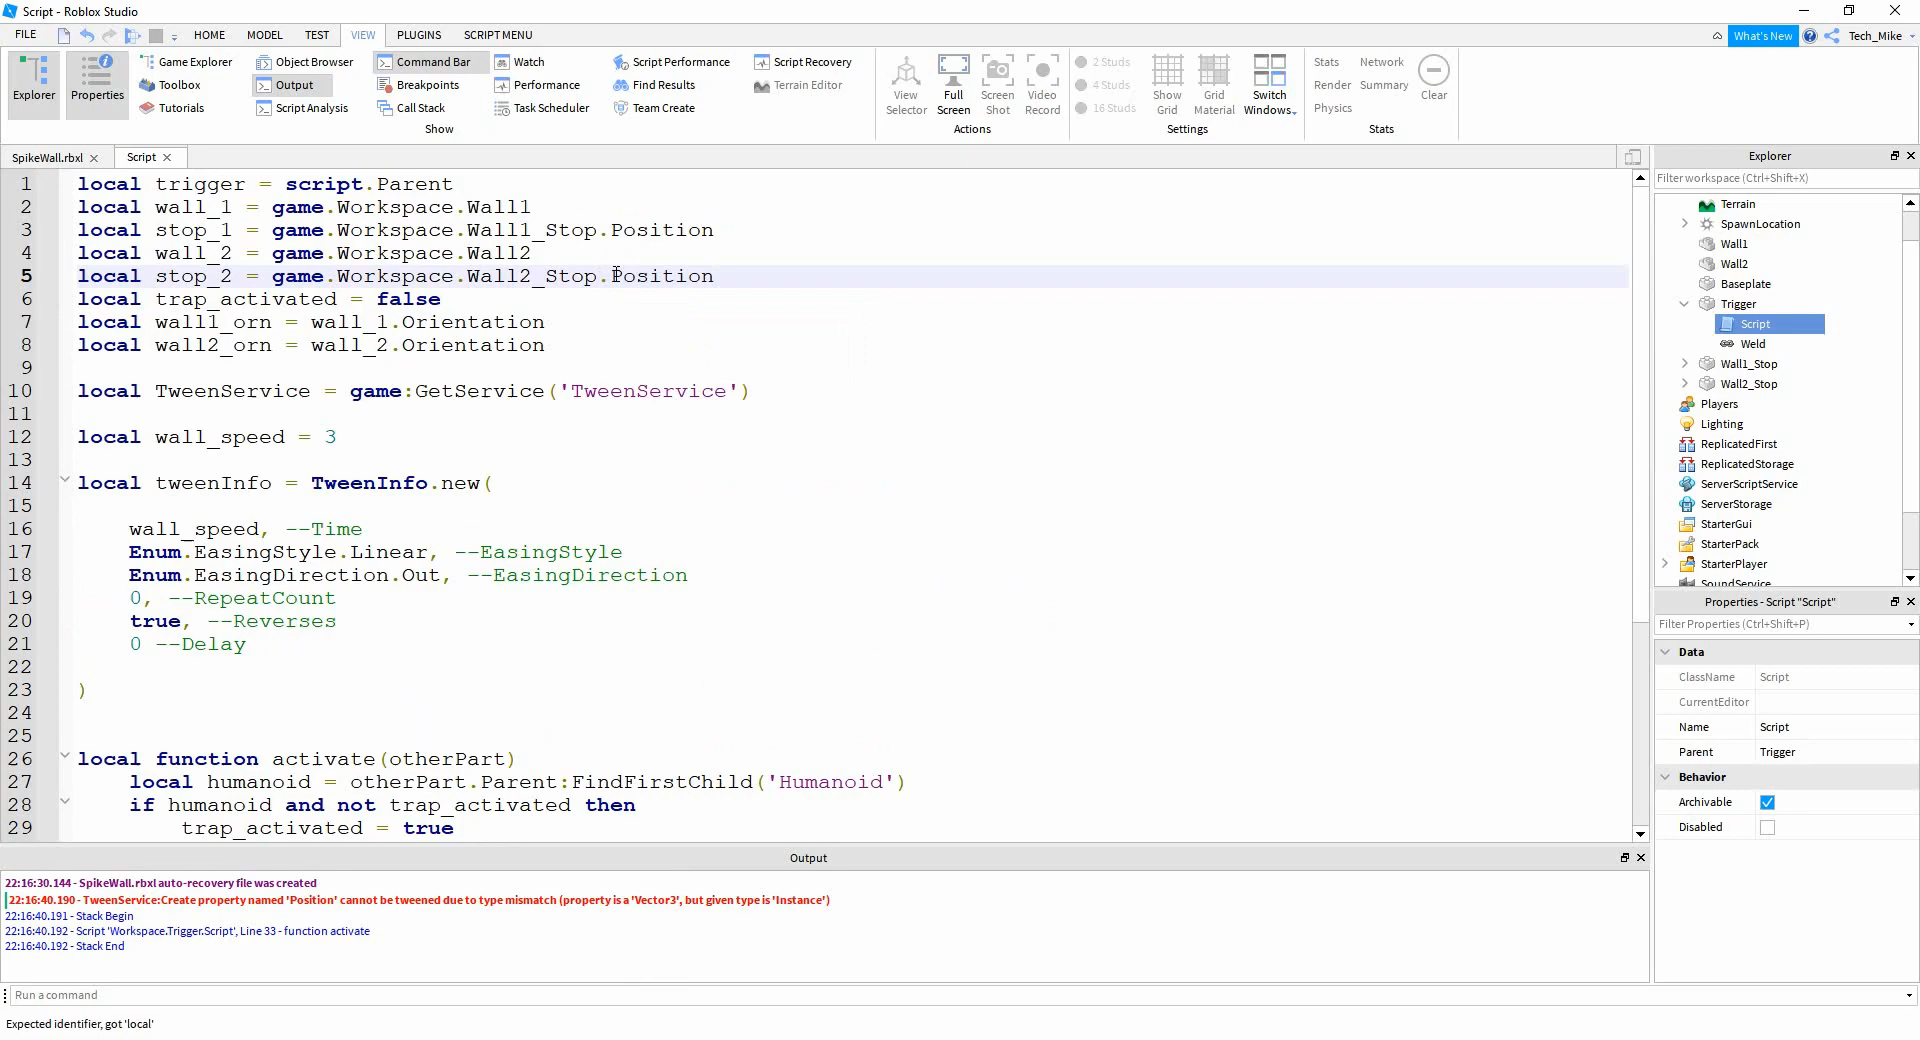 Script - Roblox Studio
FILE HOME MODEL TEST VIEW PLUGINS SCRIPT MENU What's New Tech_Mike
Explorer
Properties
Game Explorer
Toolbox
Tutorials
Object Browser
Output
Script Analysis
Command Bar
Breakpoints
Call Stack
Watch
Performance
Task Scheduler
Script Performance
Find Results
Team Create
Script Recovery
Terrain Editor
Show
View Selector
Full Screen
Screen Shot
Video Record
Actions
2 Studs
4 Studs
16 Studs
Show Grid
Grid Material
Switch Windows
Settings
Stats
Render
Physics
Network
Summary
Clear
Stats
SpikeWall.rbxl
Script
1 local trigger = script.Parent
2 local wall_1 = game.Workspace.Wall1
3 local stop_1 = game.Workspace.Wall1_Stop.Position
4 local wall_2 = game.Workspace.Wall2
5 local stop_2 = game.Workspace.Wall2_Stop.Position
6 local trap_activated = false
7 local wall1_orn = wall_1.Orientation
8 local wall2_orn = wall_2.Orientation
9
10 local TweenService = game:GetService('TweenService')
11
12 local wall_speed = 3
13
14 local tweenInfo = TweenInfo.new(
15
16 wall_speed, --Time
17 Enum.EasingStyle.Linear, --EasingStyle
18 Enum.EasingDirection.Out, --EasingDirection
19 0, --RepeatCount
20 true, --Reverses
21 0 --Delay
22
23 )
24
25
26 local function activate(otherPart)
27 local humanoid = otherPart.Parent:FindFirstChild('Humanoid')
28 if humanoid and not trap_activated then
29 trap_activated = true
Explorer
Filter workspace (Ctrl+Shift+X)
Terrain
SpawnLocation
Wall1
Wall2
Baseplate
Trigger
Script
Weld
Wall1_Stop
Wall2_Stop
Players
Lighting
ReplicatedFirst
ReplicatedStorage
ServerScriptService
ServerStorage
StarterGui
StarterPack
StarterPlayer
SoundService
Properties - Script "Script"
Filter Properties (Ctrl+Shift+P)
Data
ClassName Script
CurrentEditor
Name Script
Parent Trigger
Behavior
Archivable
Disabled
Output
22:16:30.144 - SpikeWall.rbxl auto-recovery file was created
22:16:40.190 - TweenService:Create property named 'Position' cannot be tweened due to type mismatch (property is a 'Vector3', but given type is 'Instance')
22:16:40.191 - Stack Begin
22:16:40.192 - Script 'Workspace.Trigger.Script', Line 33 - function activate
22:16:40.192 - Stack End
Run a command
Expected identifier, got 'local'